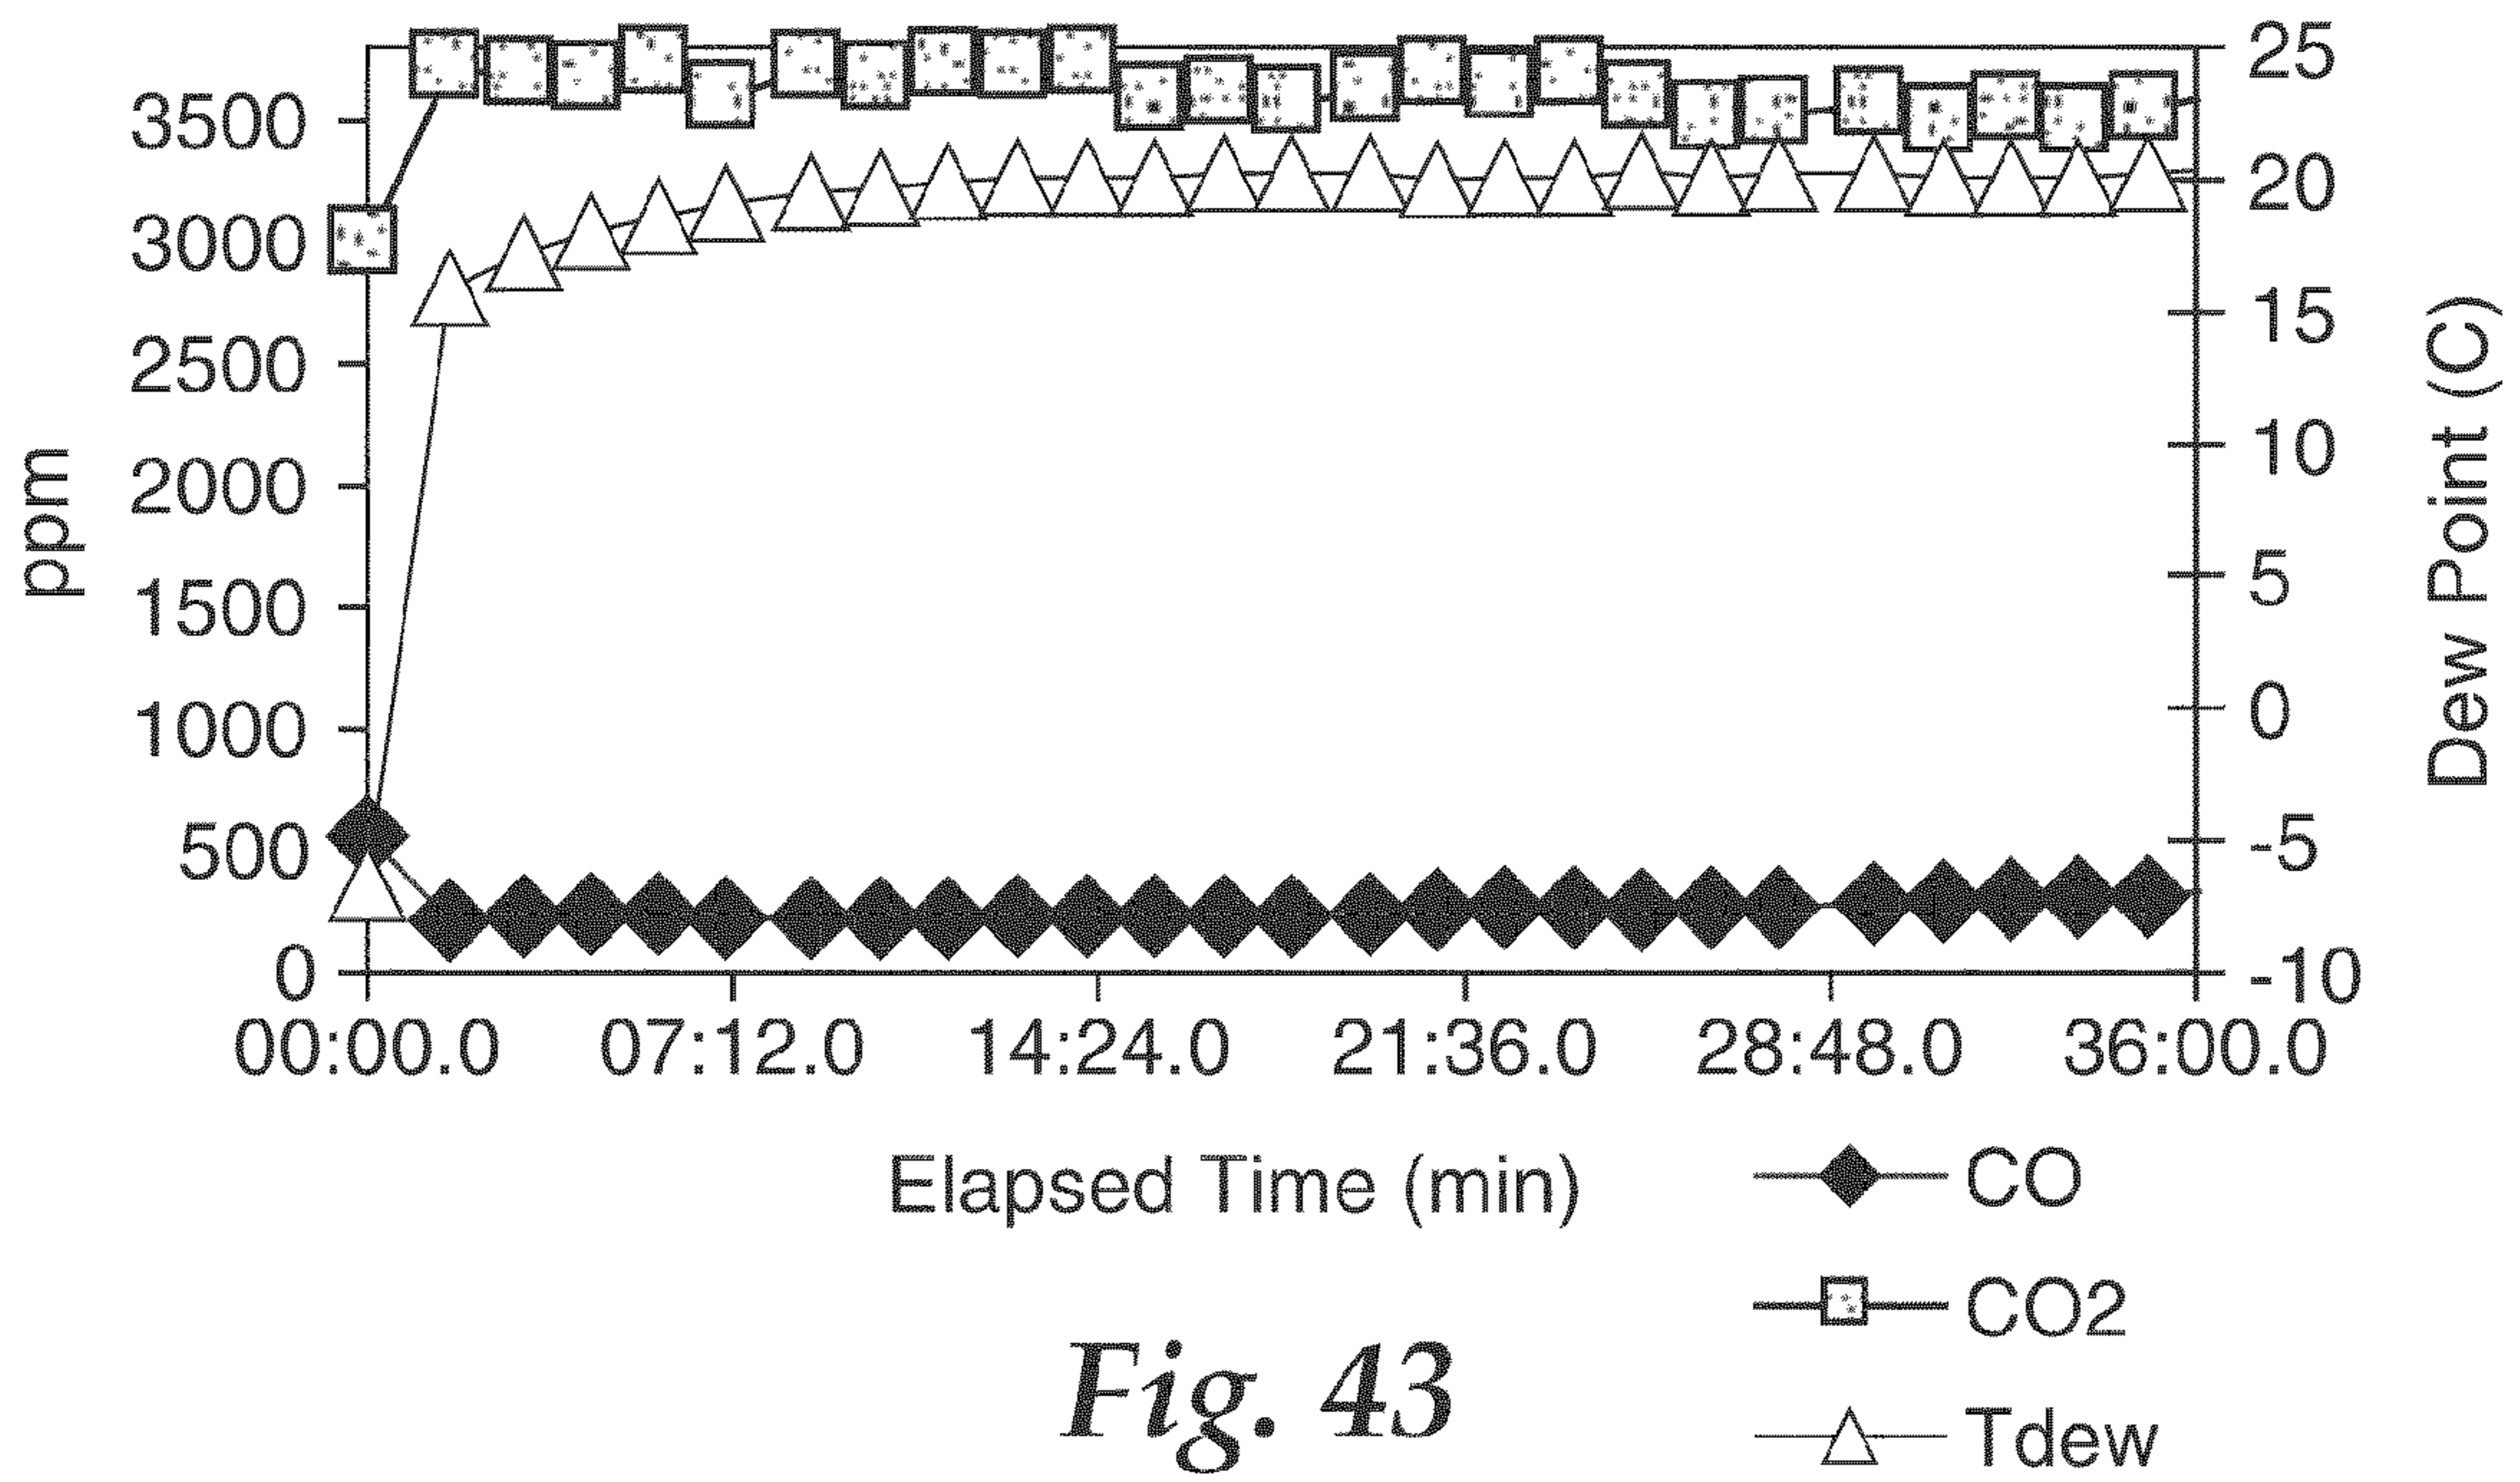 ppm
3500
3000
2500
2000
1500
1000
500
0
25
20
15
10
5
0
-5
-10
Dew Point (C)
00:00.0 07:12.0 14:24.0 21:36.0 28:48.0 36:00.0
Elapsed Time (min)
CO
CO2
Tdew
Fig. 43